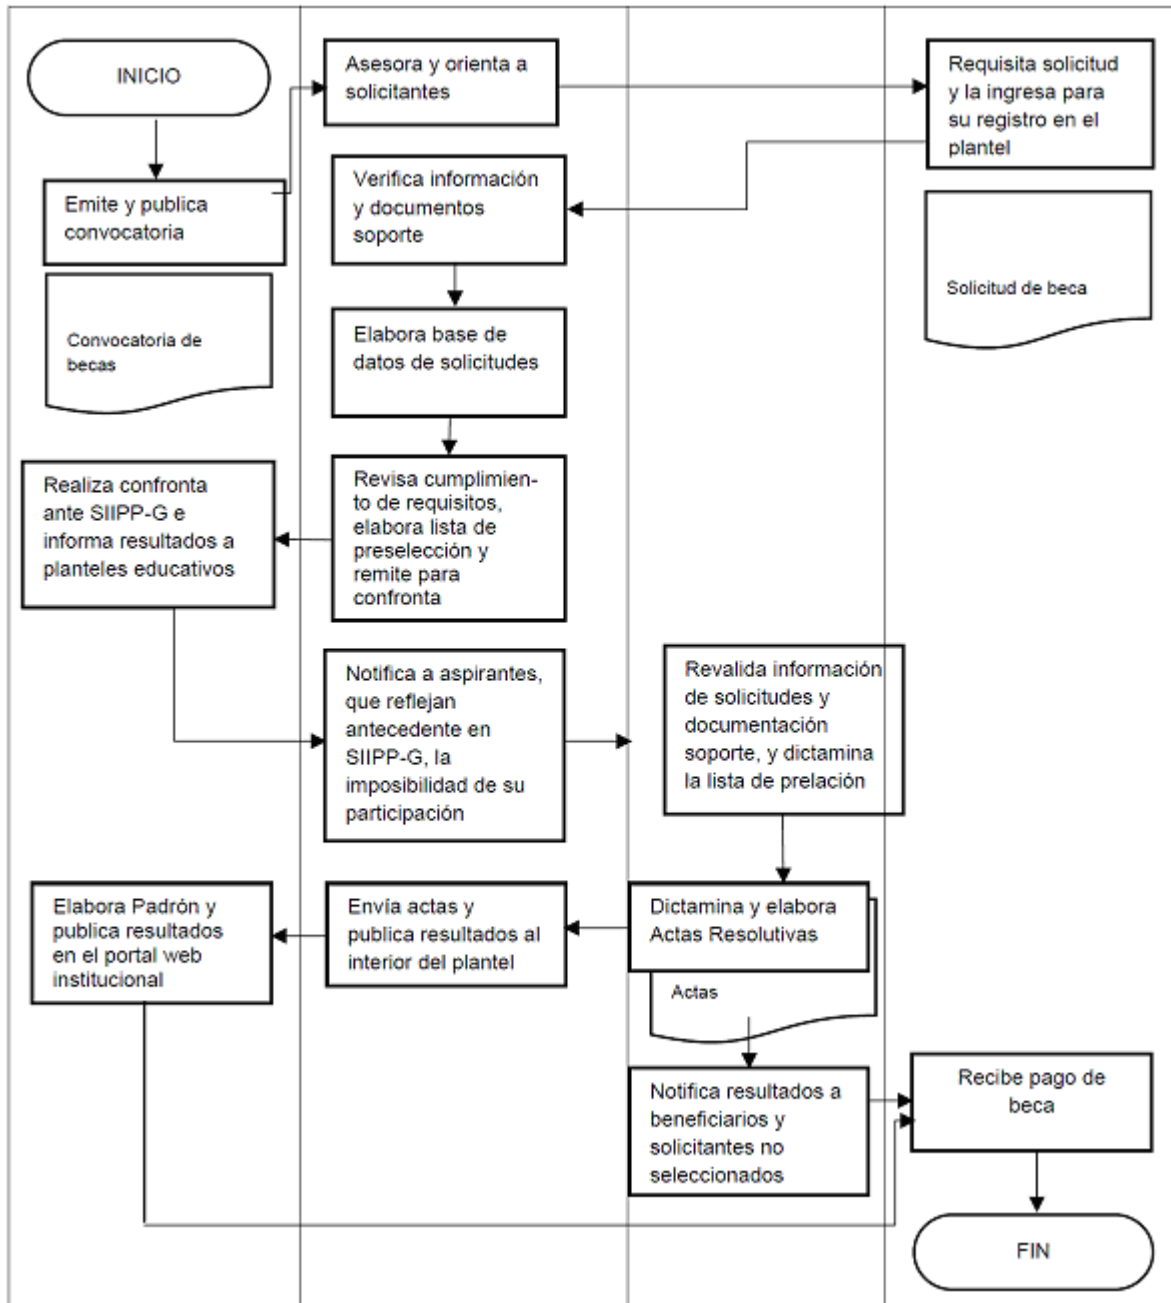 INICIO
Emite y publica
convocatoria
Convocatoria de
becas
Asesora y orienta a
solicitantes
Requisita solicitud
y la ingresa para
su registro en el
plantel
Solicitud de beca
Verifica información
y documentos
soporte
Elabora base de
datos de solicitudes
Revisa cumplimien-
to de requisitos,
elabora lista de
preselección y
remite para
confronta
Realiza confronta
ante SIIPP-G e
informa resultados a
planteles educativos
Notifica a aspirantes,
que reflejan
antecedente en
SIIPP-G, la
imposibilidad de su
participación
Revalida información
de solicitudes y
documentación
soporte, y dictamina
la lista de prelación
Dictamina y elabora
Actas Resolutivas
Actas
Envía actas y
publica resultados al
interior del plantel
Elabora Padrón y
publica resultados
en el portal web
institucional
Notifica resultados a
beneficiarios y
solicitantes no
seleccionados
Recibe pago de
beca
FIN